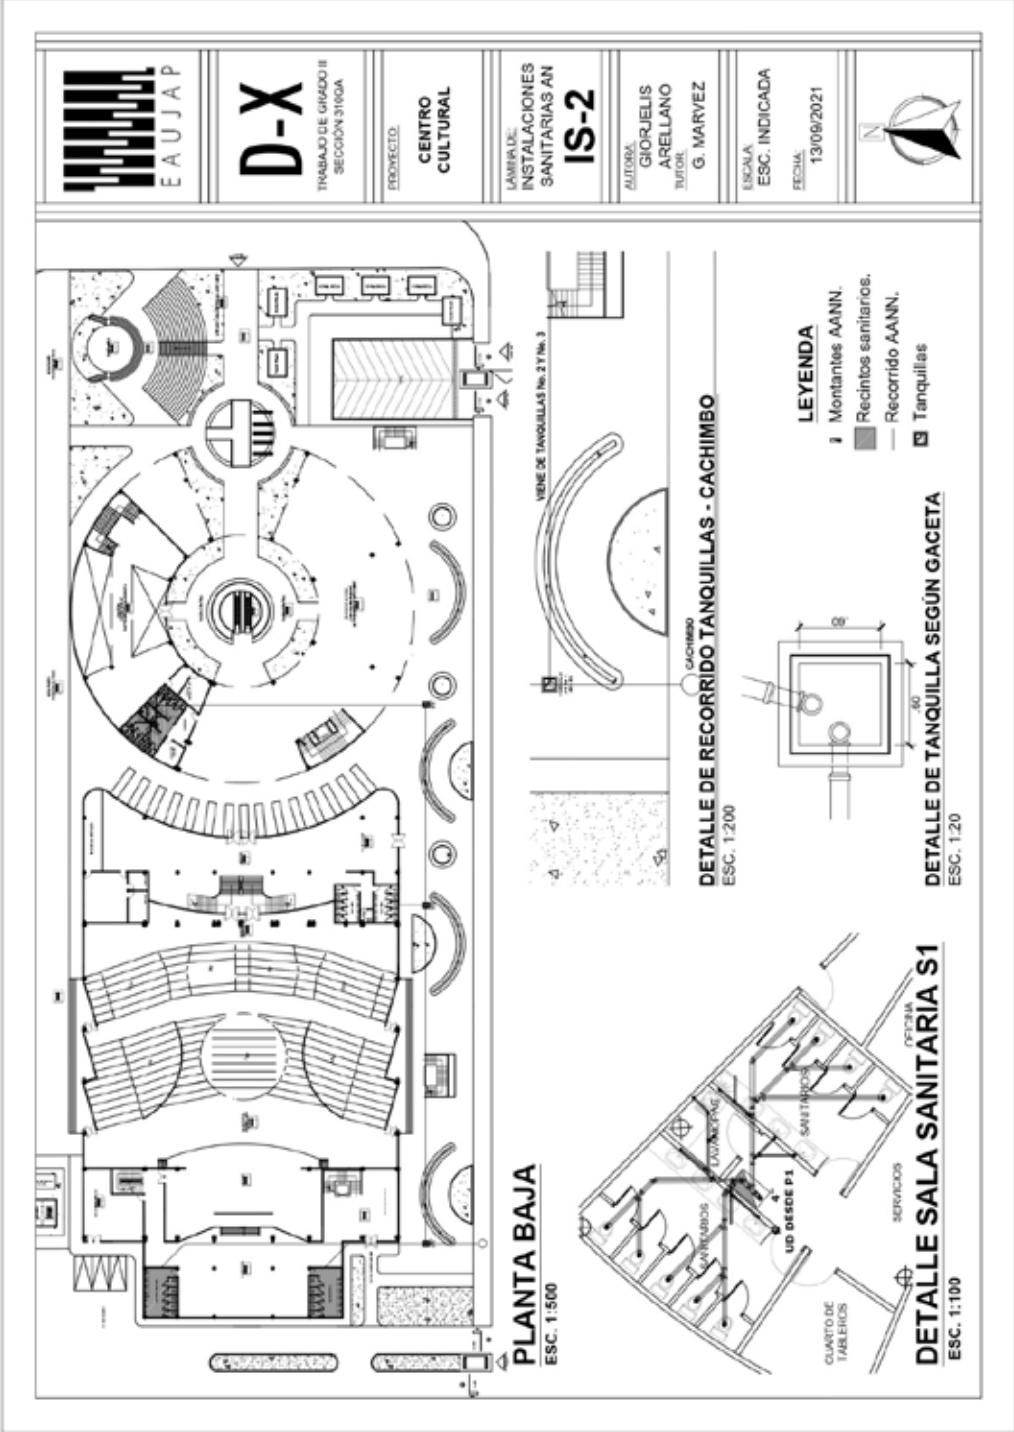 EAUJAP
D-X
TRABAJO DE GRADO II
SECCIÓN 3110QA
PROYECTO:
CENTRO
CULTURAL
LÁMINA DE:
INSTALACIONES
SANITARIAS AN
IS-2
AUTORA:
GIORJELIS
ARELLANO
TUTOR:
G. MARVEZ
ESCALA:
ESC. INDICADA
FECHA:
13/09/2021
N
PLANTA BAJA
ESC. 1:500
VIENE DE TANQUILLAS No. 2 Y No. 3
CACHIMBO
DETALLE DE RECORRIDO TANQUILLAS - CACHIMBO
ESC. 1:200
LEYENDA
Montantes AANN.
Recintos sanitarios.
Recorrido AANN.
Tanquillas
.60
.60
DETALLE DE TANQUILLA SEGÚN GACETA
ESC. 1:20
SANITARIOS
LAVAMOPAS
SANITARIOS
4"
UD DESDE P1
OFICINA
SERVICIOS
CUARTO DE
TABLEROS
DETALLE SALA SANITARIA S1
ESC. 1:100